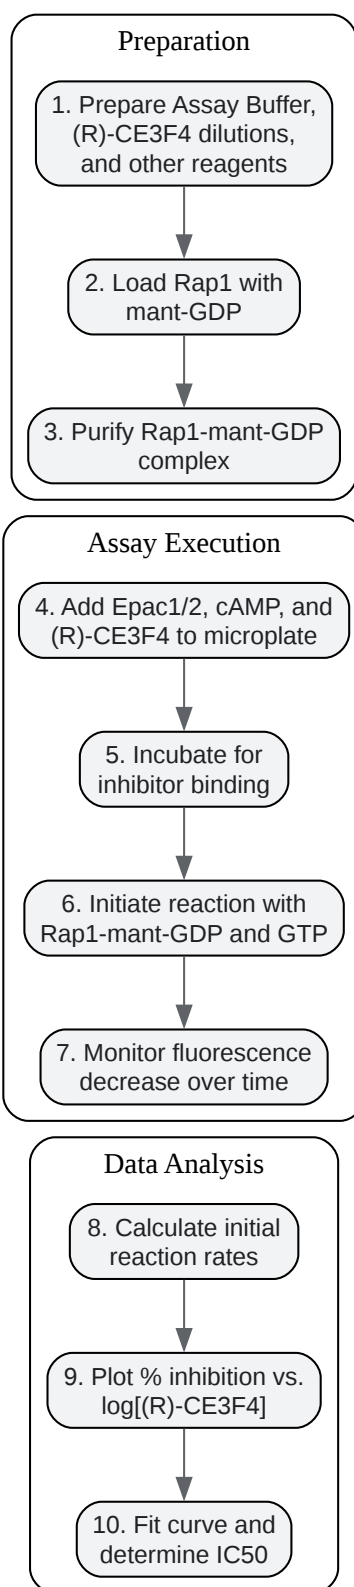 Preparation
1. Prepare Assay Buffer,
(R)-CE3F4 dilutions,
and other reagents
2. Load Rap1 with
mant-GDP
3. Purify Rap1-mant-GDP
complex
Assay Execution
4. Add Epac1/2, cAMP, and
(R)-CE3F4 to microplate
5. Incubate for
inhibitor binding
6. Initiate reaction with
Rap1-mant-GDP and GTP
7. Monitor fluorescence
decrease over time
Data Analysis
8. Calculate initial
reaction rates
9. Plot % inhibition vs.
log[(R)-CE3F4]
10. Fit curve and
determine IC50